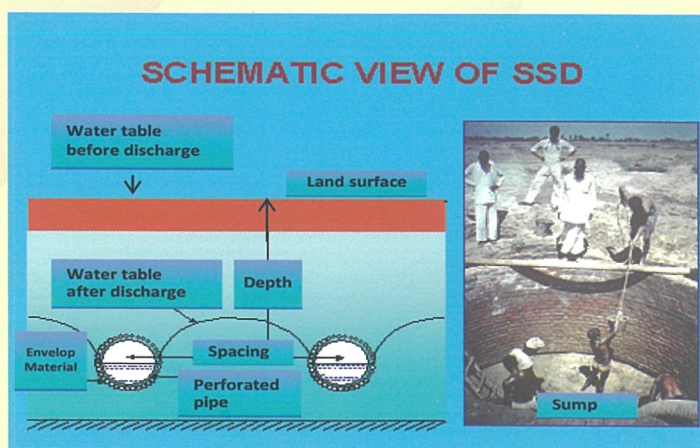 SCHEMATIC VIEW OF SSD
Water table
before discharge
Land surface
Water table
after discharge
Depth
Envelop
Material
Spacing
Perforated
pipe
Sump